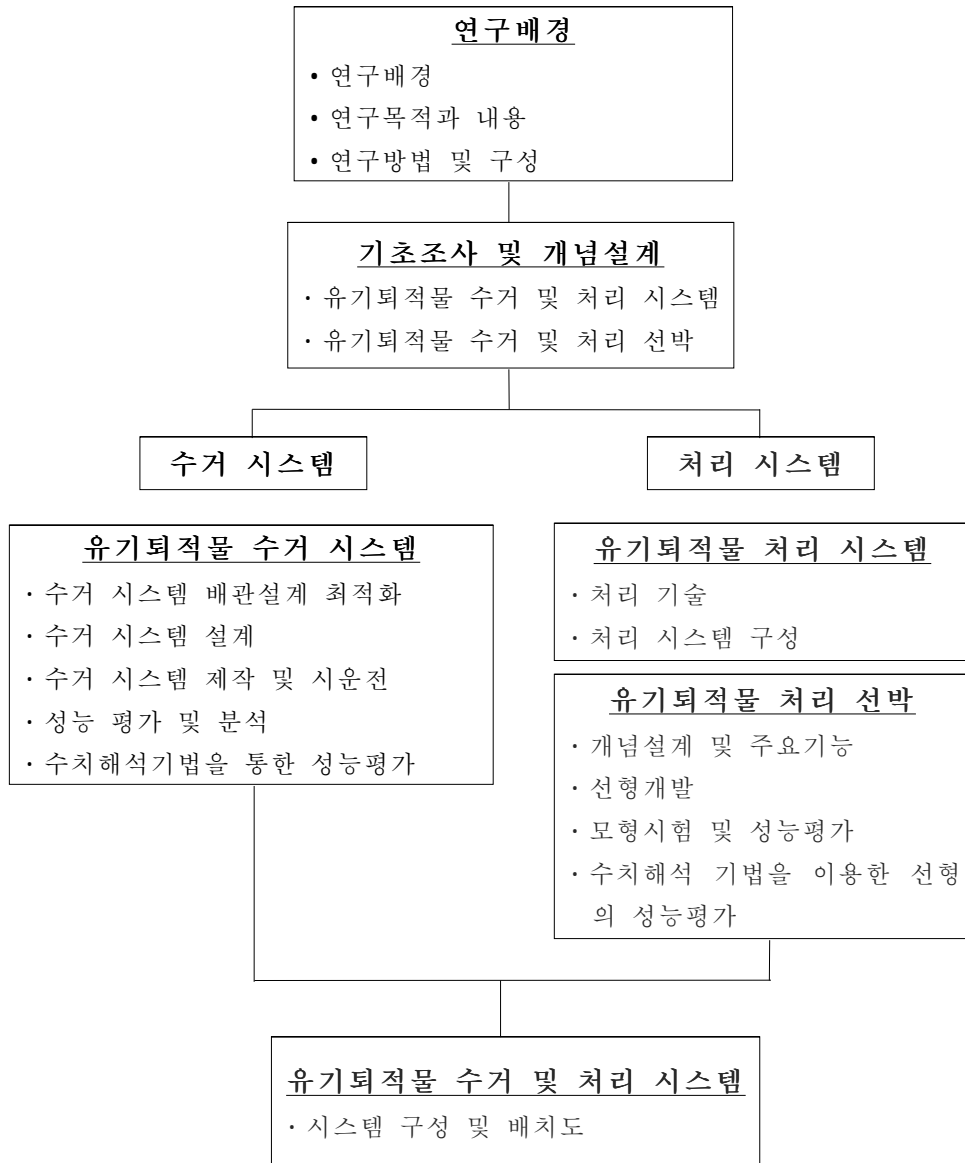 연구배경
• 연구배경
• 연구목적과 내용
• 연구방법 및 구성
기초조사 및 개념설계
· 유기퇴적물 수거 및 처리 시스템
· 유기퇴적물 수거 및 처리 선박
수거 시스템
처리 시스템
유기퇴적물 수거 시스템
· 수거 시스템 배관설계 최적화
· 수거 시스템 설계
· 수거 시스템 제작 및 시운전
· 성능 평가 및 분석
· 수치해석기법을 통한 성능평가
유기퇴적물 처리 시스템
· 처리 기술
· 처리 시스템 구성
유기퇴적물 처리 선박
· 개념설계 및 주요기능
· 선형개발
· 모형시험 및 성능평가
· 수치해석 기법을 이용한 선형
의 성능평가
유기퇴적물 수거 및 처리 시스템
· 시스템 구성 및 배치도